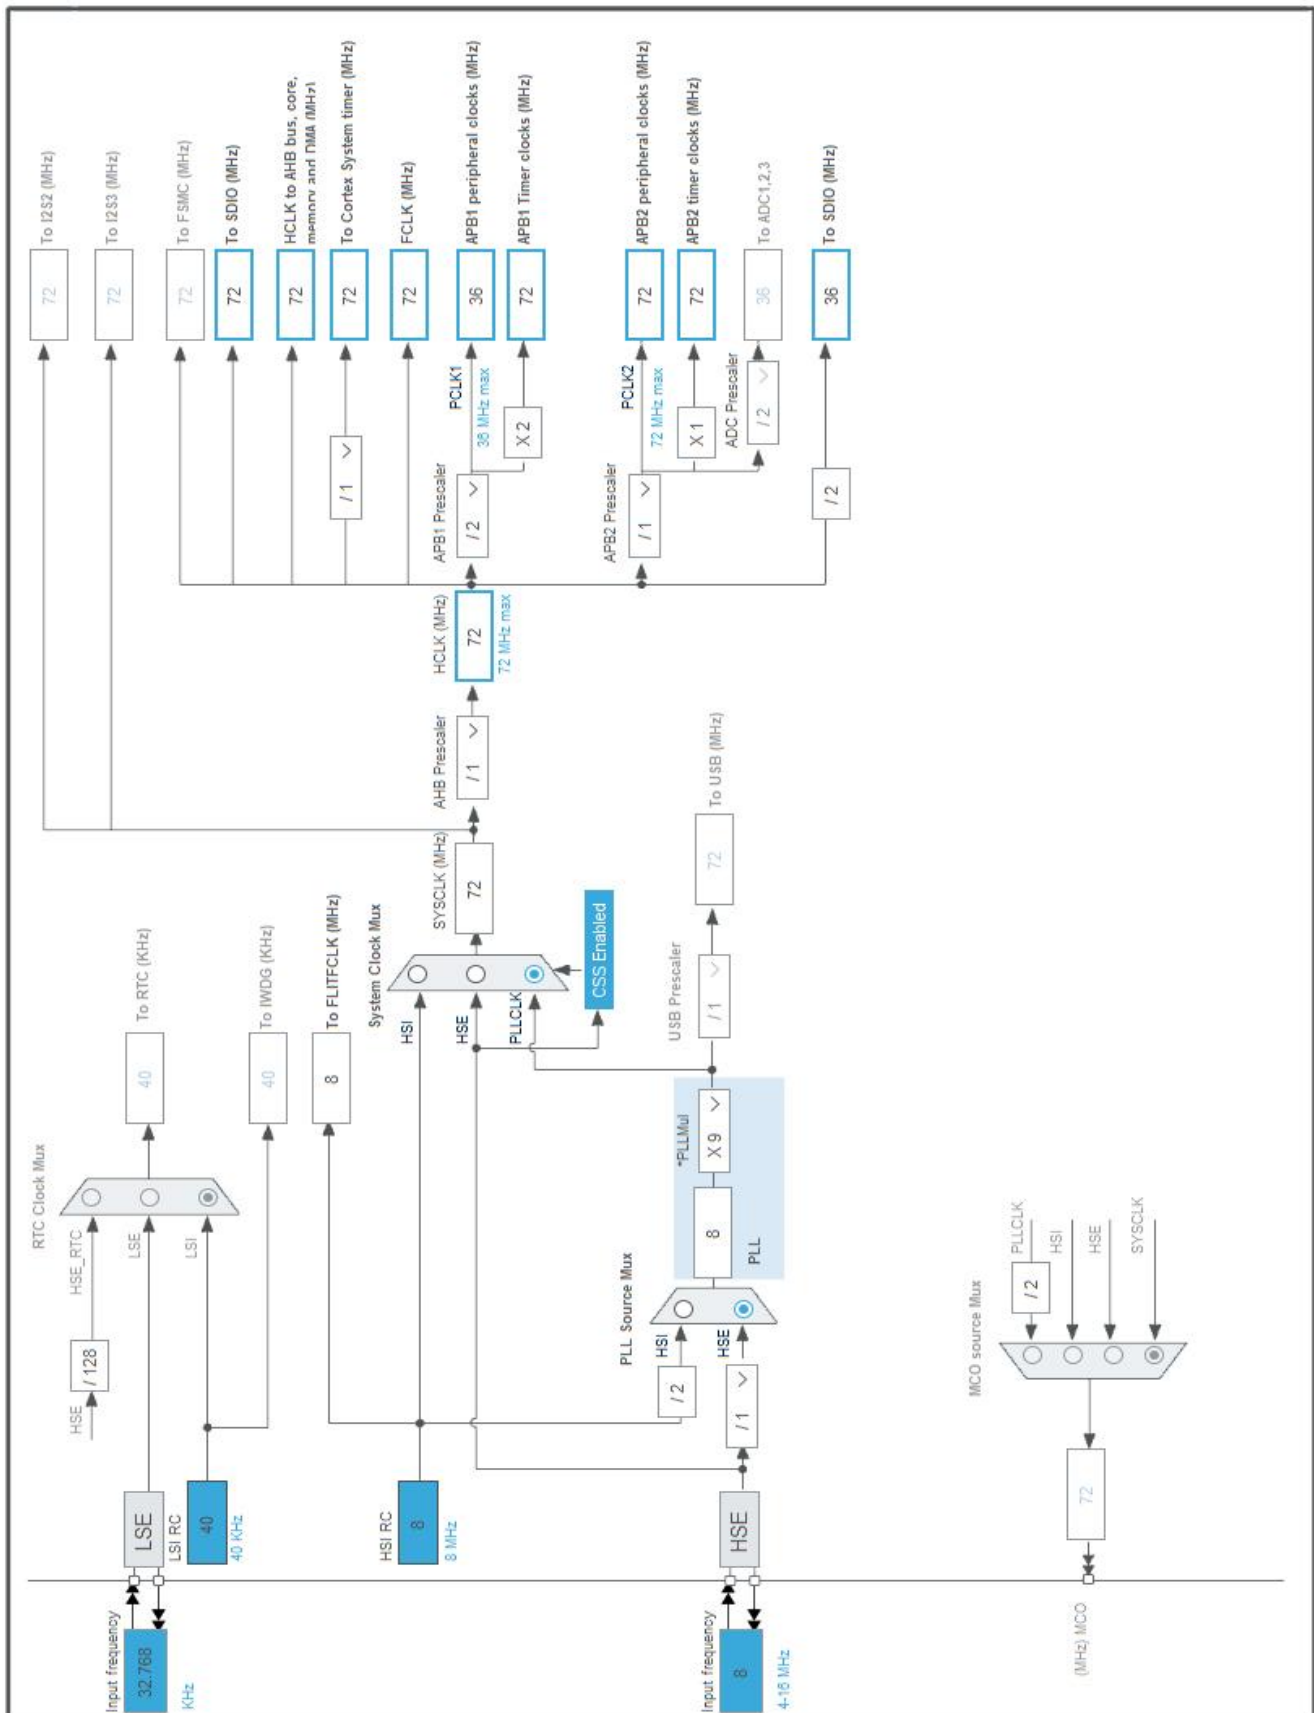 RTC Clock Mux
HSE
/ 128
HSE_RTC
To RTC (KHz)
40
Input frequency
32.768
KHz
LSE
LSE
LSI RC
40
40 KHz
LSI
To IWDG (KHz)
40
To FLITFCLK (MHz)
8
System Clock Mux
HSI RC
8
8 MHz
HSI
HSE
PLLCLK
CSS Enabled
SYSCLK (MHz)
72
AHB Prescaler
/ 1
HCLK (MHz)
72
72 MHz max
72
To I2S2 (MHz)
72
To I2S3 (MHz)
72
To FSMC (MHz)
72
To SDIO (MHz)
72
HCLK to AHB bus, core,
memory and DMA (MHz)
/ 1
72
To Cortex System timer (MHz)
72
FCLK (MHz)
APB1 Prescaler
/ 2
PCLK1
36 MHz max
36
APB1 peripheral clocks (MHz)
X 2
72
APB1 Timer clocks (MHz)
APB2 Prescaler
/ 1
PCLK2
72 MHz max
72
APB2 peripheral clocks (MHz)
X 1
72
APB2 timer clocks (MHz)
ADC Prescaler
/ 2
36
To ADC1,2,3
/ 2
36
To SDIO (MHz)
PLL Source Mux
/ 2
HSI
Input frequency
8
4-16 MHz
HSE
/ 1
HSE
8
*PLLMul
X 9
PLL
USB Prescaler
/ 1
72
To USB (MHz)
MCO source Mux
/ 2
PLLCLK
HSI
HSE
SYSCLK
72
(MHz) MCO